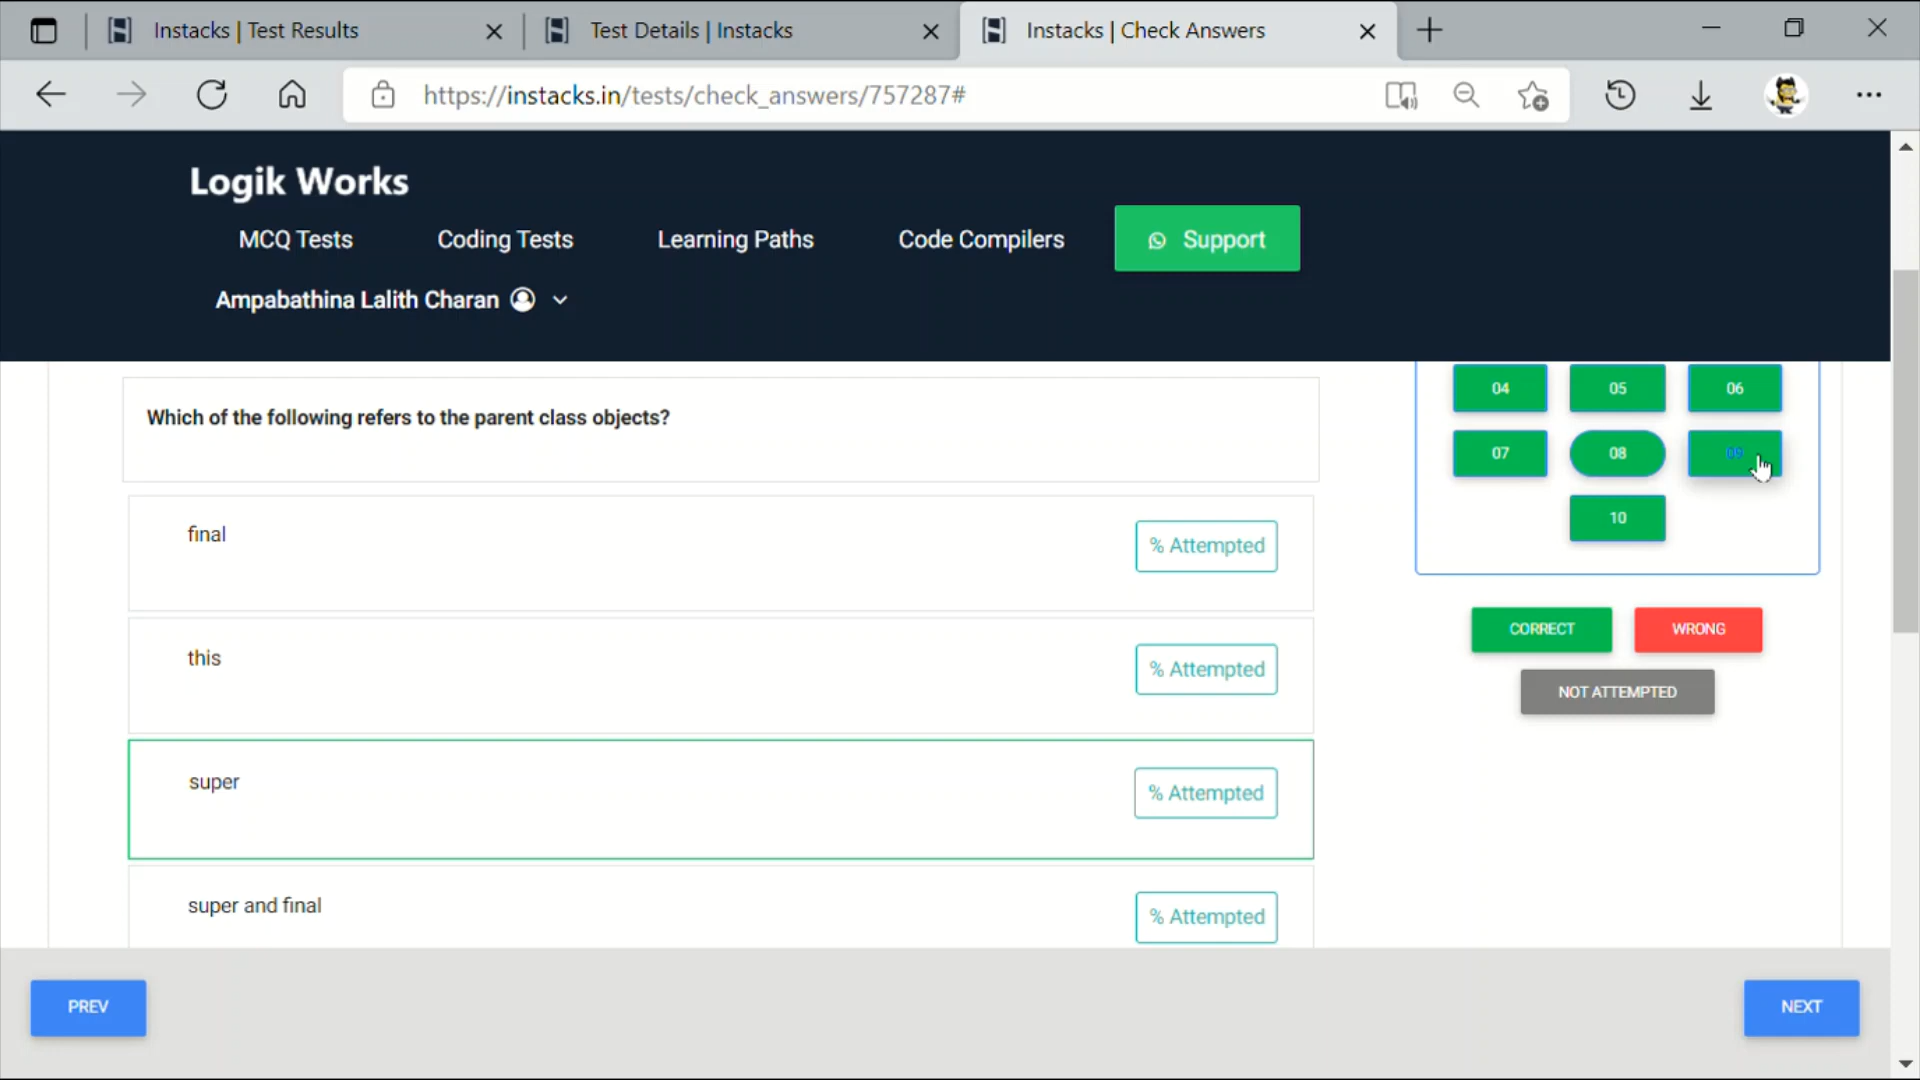 Instacks | Test Results
Test Details | Instacks
Instacks | Check Answers
https://instacks.in/tests/check_answers/757287#
Logik Works
MCQ Tests
Coding Tests
Learning Paths
Code Compilers
Support
Ampabathina Lalith Charan
Which of the following refers to the parent class objects?
final
% Attempted
this
% Attempted
super
% Attempted
super and final
% Attempted
04
05
06
07
08
09
10
CORRECT
WRONG
NOT ATTEMPTED
PREV
NEXT